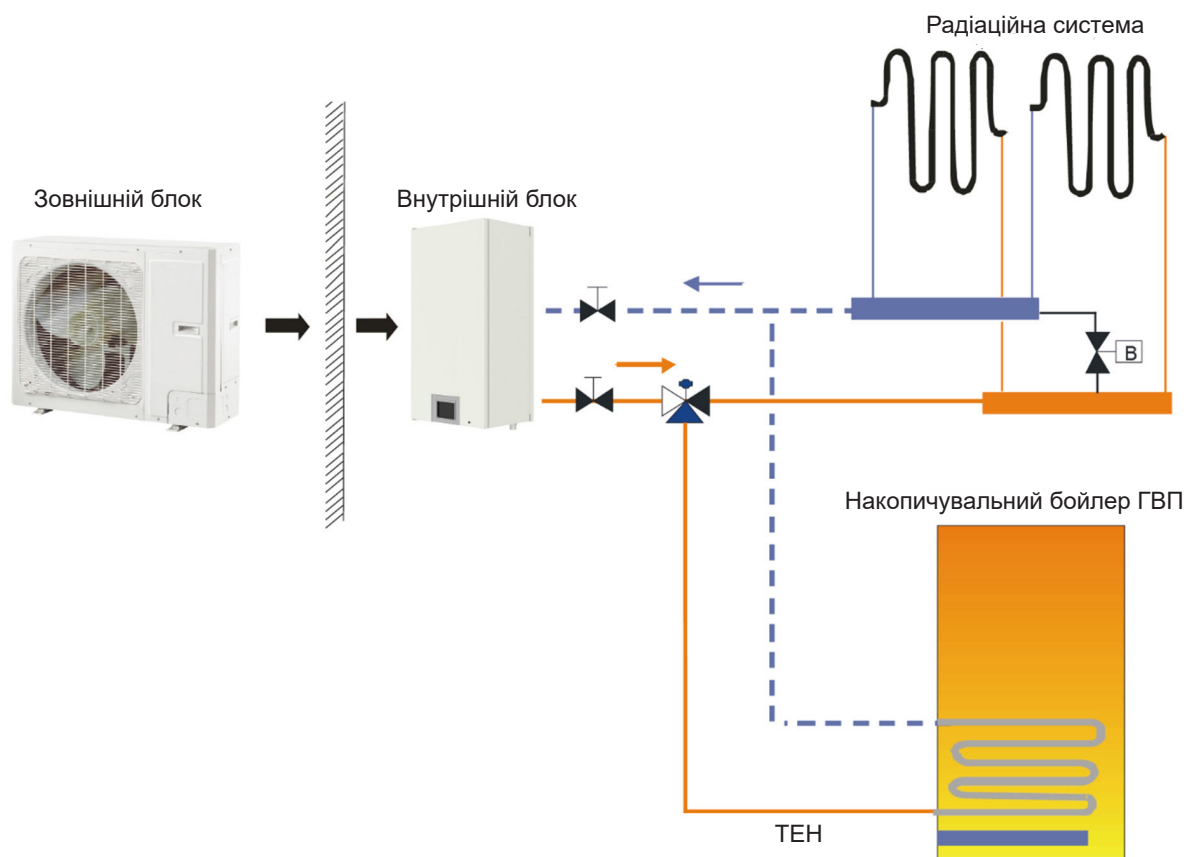 Радіаційна система
Зовнішній блок
Внутрішній блок
B
Накопичувальний бойлер ГВП
ТЕН